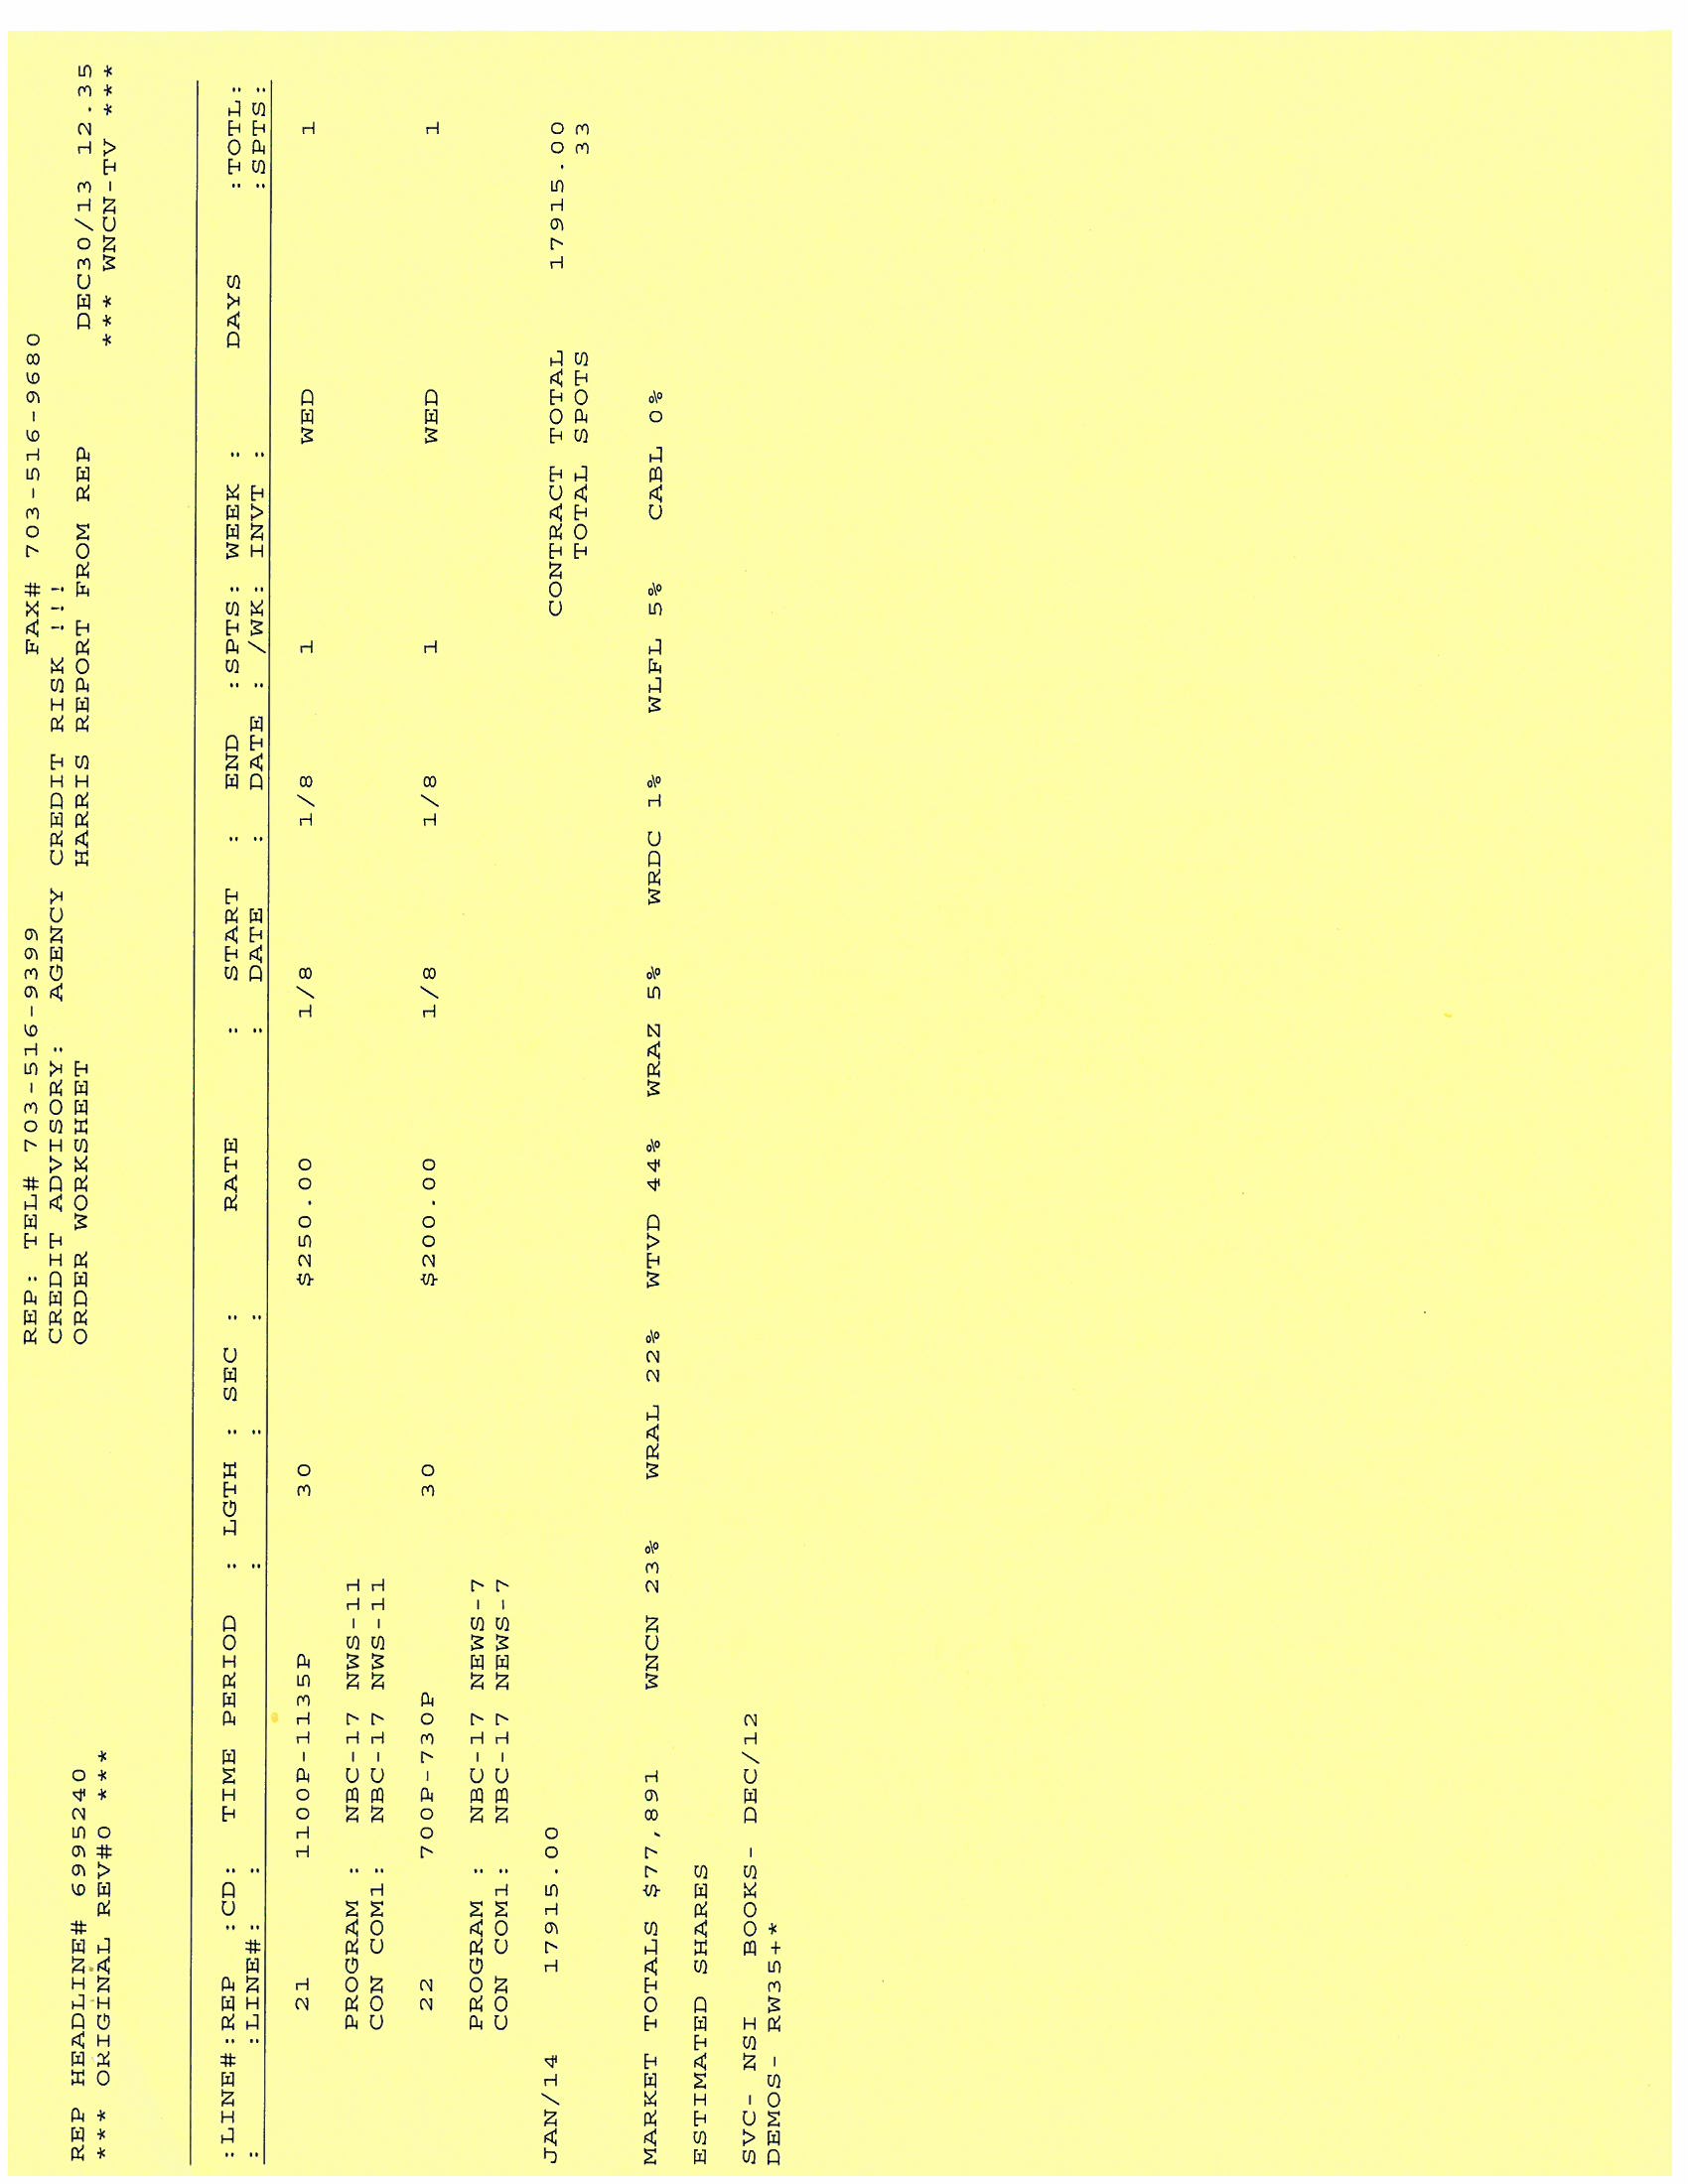 REP: TEL# 703-516-9399 FAX# 703-516-9680
CREDIT ADVISORY: AGENCY CREDIT RISK !!!
REP HEADLINE# 6995240 ORDER WORKSHEET HARRIS REPORT FROM REP DEC30/13 12.35
*** ORIGINAL REV#0 *** *** WNCN-TV ***
:LINE#:REP :CD: TIME PERIOD : LGTH : SEC : RATE : START : END :SPTS: WEEK : DAYS :TOTL:
: :LINE#: : : : : DATE : DATE : /WK: INVT : :SPTS:
21 1100P-1135P 30 $250.00 1/8 1/8 1 WED 1
PROGRAM : NBC-17 NWS-11
CON COM1: NBC-17 NWS-11
22 700P-730P 30 $200.00 1/8 1/8 1 WED 1
PROGRAM : NBC-17 NEWS-7
CON COM1: NBC-17 NEWS-7
JAN/14 17915.00 CONTRACT TOTAL 17915.00
TOTAL SPOTS 33
MARKET TOTALS $77,891 WNCN 23% WRAL 22% WTVD 44% WRAZ 5% WRDC 1% WLFL 5% CABL 0%
ESTIMATED SHARES
SVC- NSI BOOKS- DEC/12
DEMOS- RW35+*